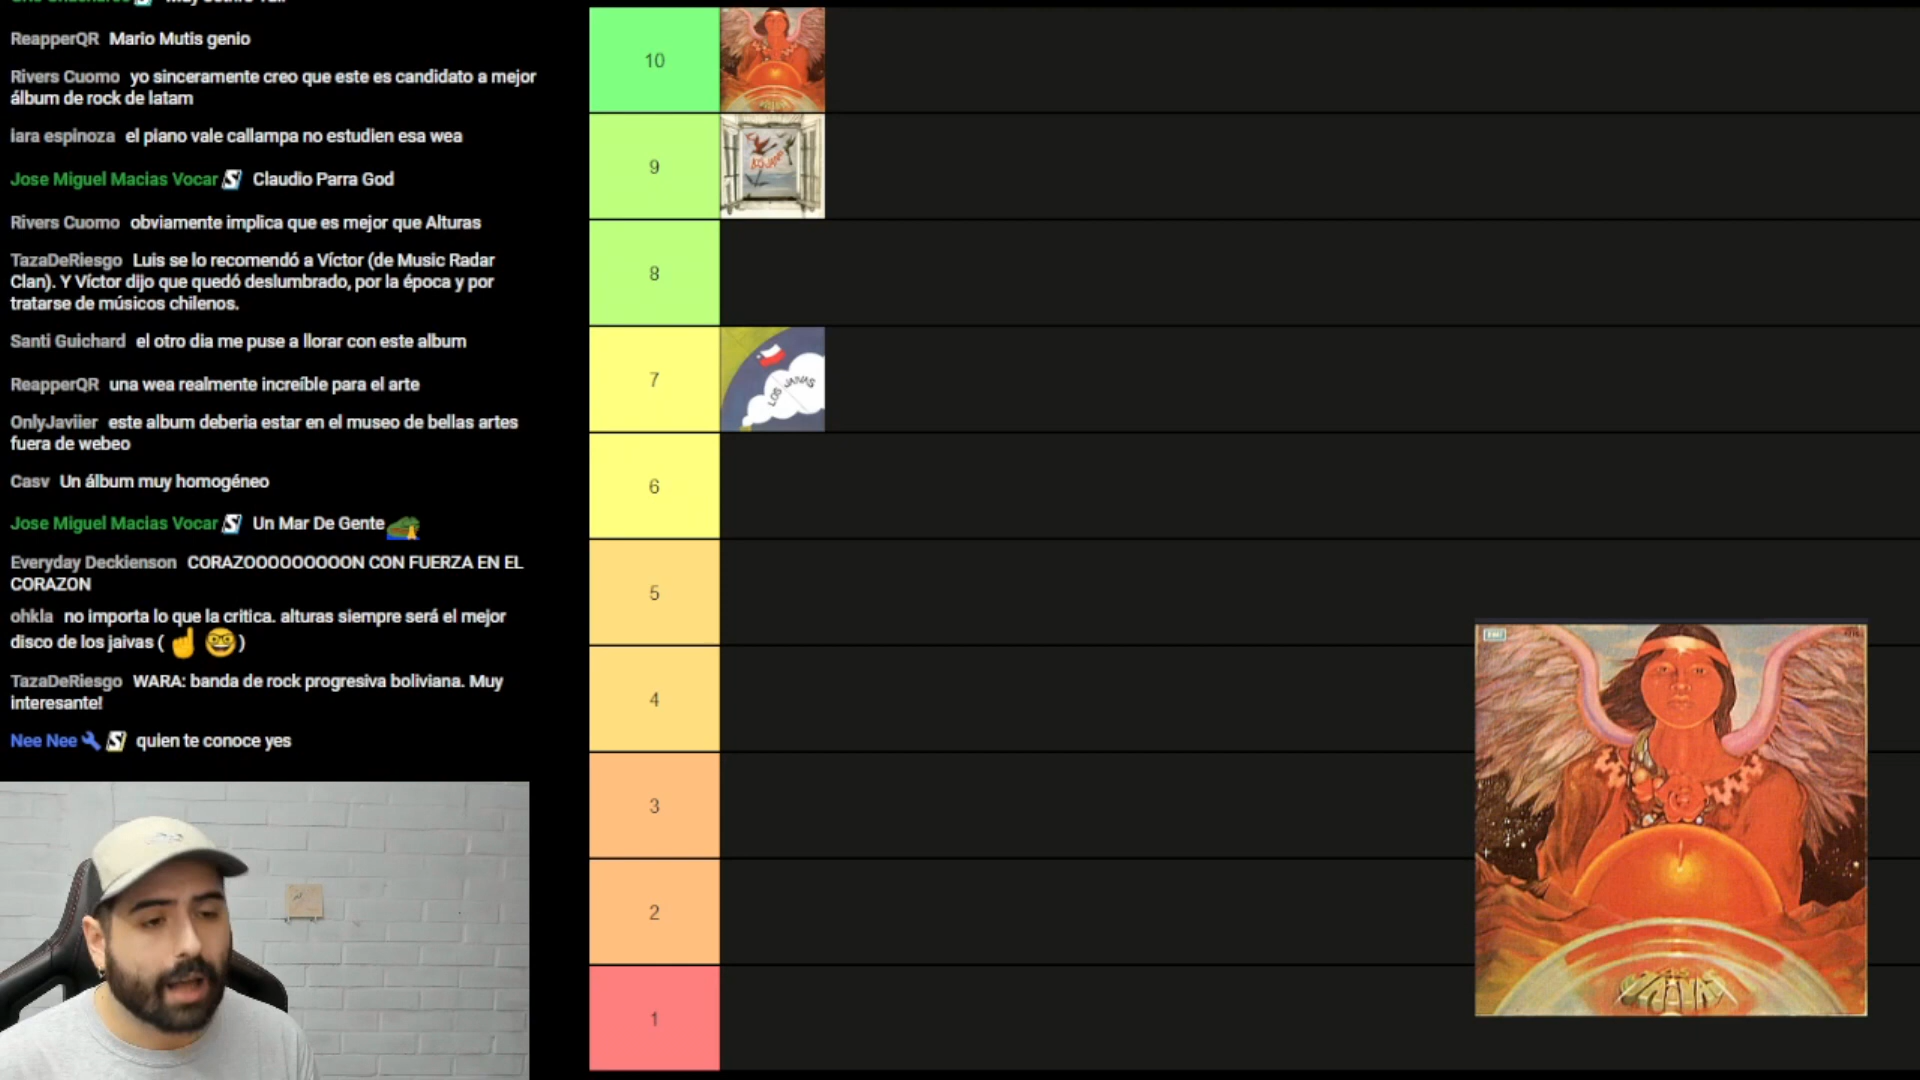 ReapperQR Mario Mutis genio
Rivers Cuomo yo sinceramente creo que este es candidato a mejor
álbum de rock de latam
iara espinoza el piano vale callampa no estudien esa wea
Jose Miguel Macias Vocar S Claudio Parra God
Rivers Cuomo obviamente implica que es mejor que Alturas
TazaDeRiesgo Luis se lo recomendó a Víctor (de Music Radar
Clan). Y Víctor dijo que quedó deslumbrado, por la época y por
tratarse de músicos chilenos.
Santi Guichard el otro dia me puse a llorar con este album
ReapperQR una wea realmente increíble para el arte
OnlyJaviier este album deberia estar en el museo de bellas artes
fuera de webeo
Casv Un álbum muy homogéneo
Jose Miguel Macias Vocar S Un Mar De Gente
Everyday Deckienson CORAZOOOOOOOOON CON FUERZA EN EL
CORAZON
ohkla no importa lo que la critica. alturas siempre será el mejor
disco de los jaivas ( ☝️ 🤓 )
TazaDeRiesgo WARA: banda de rock progresiva boliviana. Muy
interesante!
Nee Nee S quien te conoce yes
10
9
8
7
LOS JAIVAS
6
5
4
3
2
1
EMI
JAIVAS